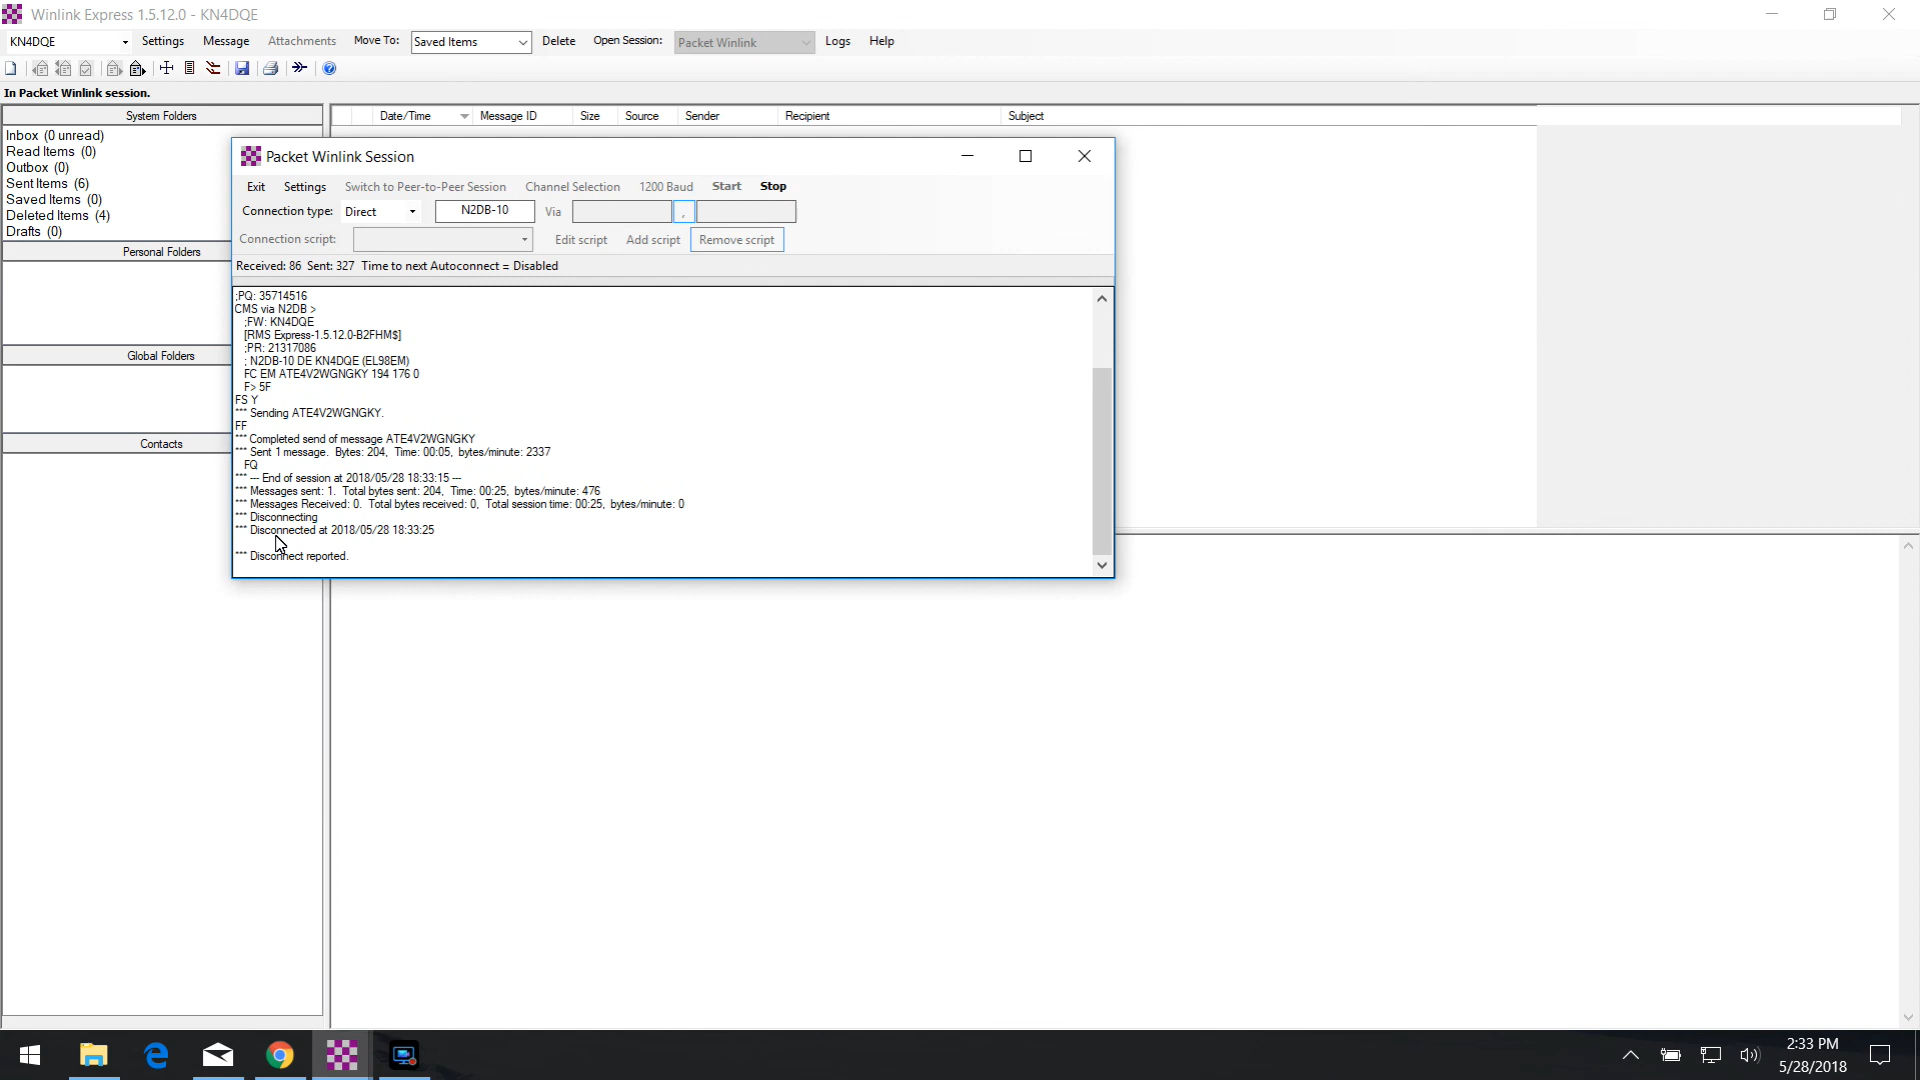 Winlink Express 1.5.12.0 - KN4DQE
KN4DQE Settings Message Attachments Move To: Saved Items Delete Open Session: Packet Winlink Logs Help
In Packet Winlink session.
System Folders
Date/Time Message ID Size Source Sender Recipient Subject
Inbox (0 unread)
Read Items (0)
Outbox (0)
Sent Items (6)
Saved Items (0)
Deleted Items (4)
Drafts (0)
Personal Folders
Global Folders
Contacts
Packet Winlink Session
Exit Settings Switch to Peer-to-Peer Session Channel Selection 1200 Baud Start Stop
Connection type: Direct N2DB-10 Via ,
Connection script: Edit script Add script Remove script
Received: 86 Sent: 327 Time to next Autoconnect = Disabled
;PQ: 35714516
CMS via N2DB >
;FW: KN4DQE
[RMS Express-1.5.12.0-B2FHM$]
;PR: 21317086
; N2DB-10 DE KN4DQE (EL98EM)
FC EM ATE4V2WGNGKY 194 176 0
F> 5F
FS Y
*** Sending ATE4V2WGNGKY.
FF
*** Completed send of message ATE4V2WGNGKY
*** Sent 1 message. Bytes: 204, Time: 00:05, bytes/minute: 2337
FQ
*** --- End of session at 2018/05/28 18:33:15 ---
*** Messages sent: 1. Total bytes sent: 204, Time: 00:25, bytes/minute: 476
*** Messages Received: 0. Total bytes received: 0, Total session time: 00:25, bytes/minute: 0
*** Disconnecting
*** Disconnected at 2018/05/28 18:33:25
*** Disconnect reported.
2:33 PM
5/28/2018